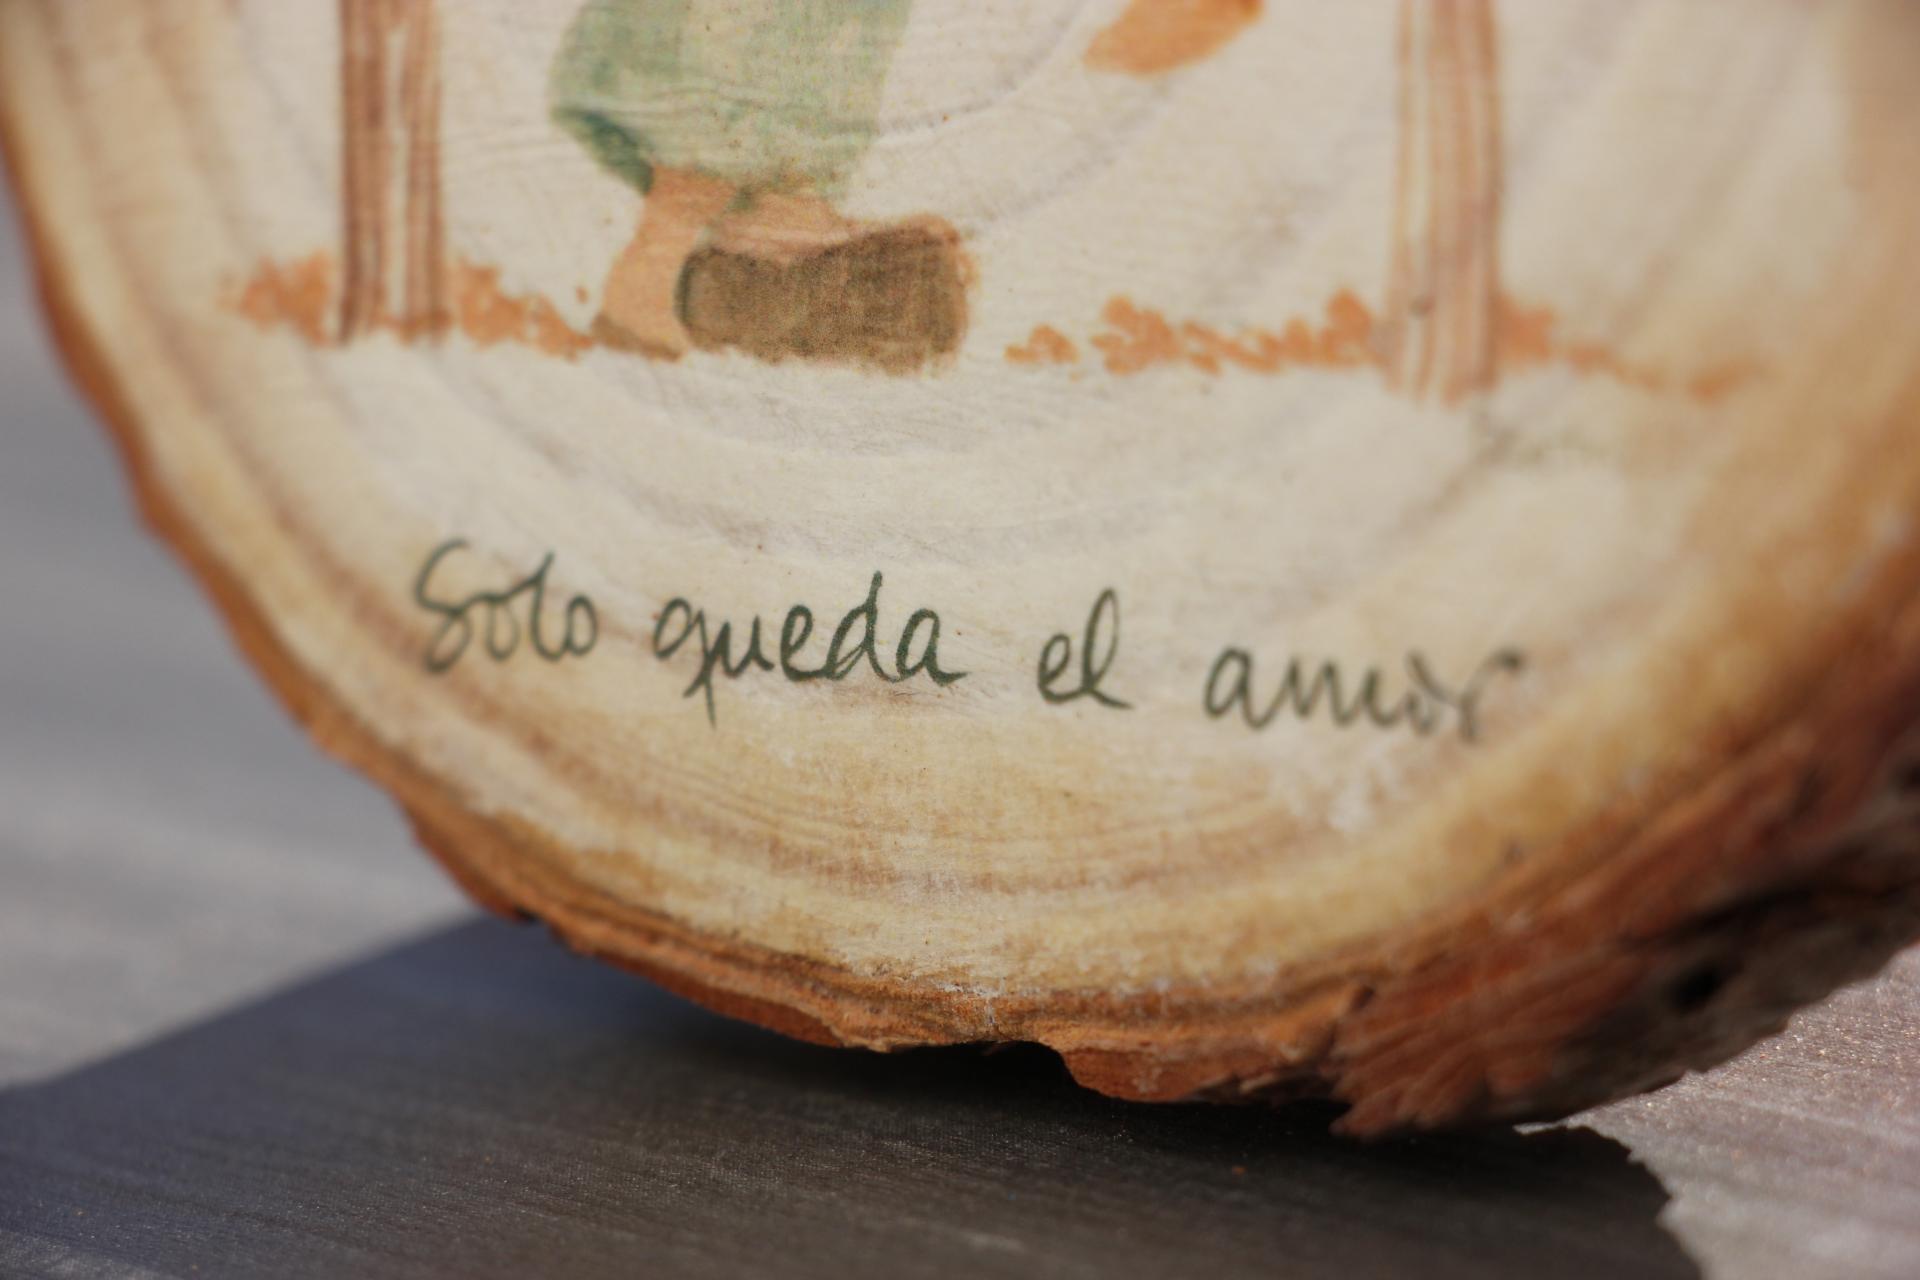 Solo queda el amor